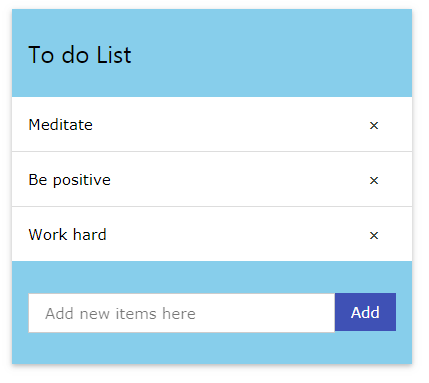 To do List
Meditate ×
Be positive ×
Work hard ×
Add new items here Add